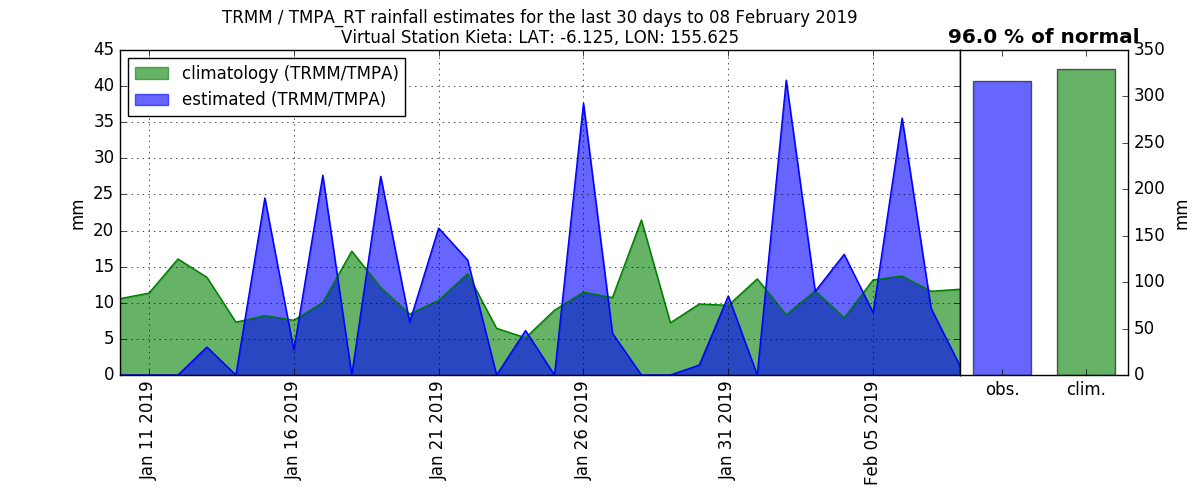 TRMM / TMPA_RT rainfall estimates for the last 30 days to 08 February 2019
Virtual Station Kieta: LAT: -6.125, LON: 155.625
96.0 % of normal
climatology (TRMM/TMPA)
estimated (TRMM/TMPA)
mm
45
40
35
30
25
20
15
10
5
0
Jan 11 2019
Jan 16 2019
Jan 21 2019
Jan 26 2019
Jan 31 2019
Feb 05 2019
obs.
clim.
350
300
250
200
150
100
50
0
mm